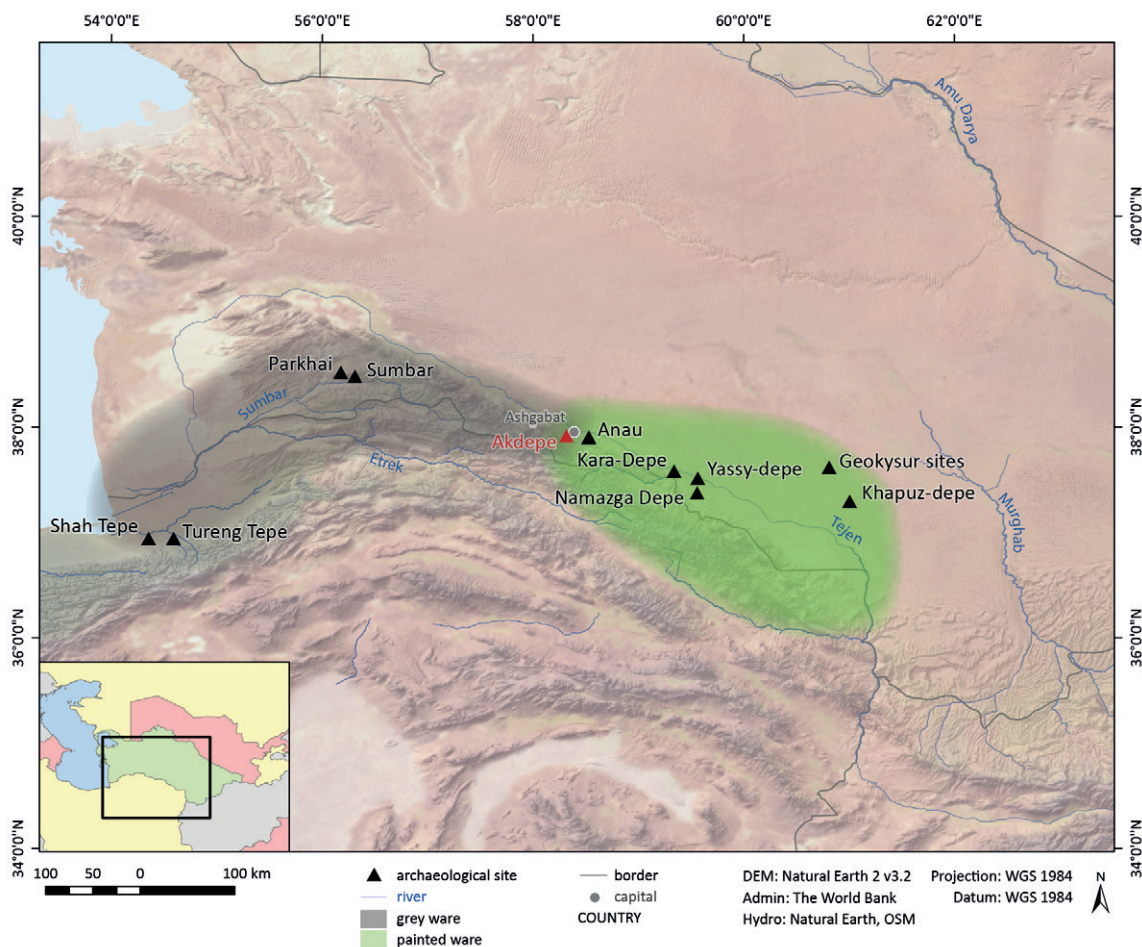 54°0'0"E
56°0'0"E
58°0'0"E
60°0'0"E
62°0'0"E
40°0'0"N
40°0'0"N
38°0'0"N
38°0'0"N
36°0'0"N
36°0'0"N
34°0'0"N
34°0'0"N
Amu Darya
Parkhai
Sumbar
Sumbar
Ashgabat
Akdepe
Anau
Etrek
Kara-Depe
Yassy-depe
Geokysur sites
Namazga Depe
Khapuz-depe
Murghab
Tejen
Shah Tepe
Tureng Tepe
100 50 0 100 km
archaeological site
river
grey ware
painted ware
border
capital
COUNTRY
DEM: Natural Earth 2 v3.2
Admin: The World Bank
Hydro: Natural Earth, OSM
Projection: WGS 1984
Datum: WGS 1984
N